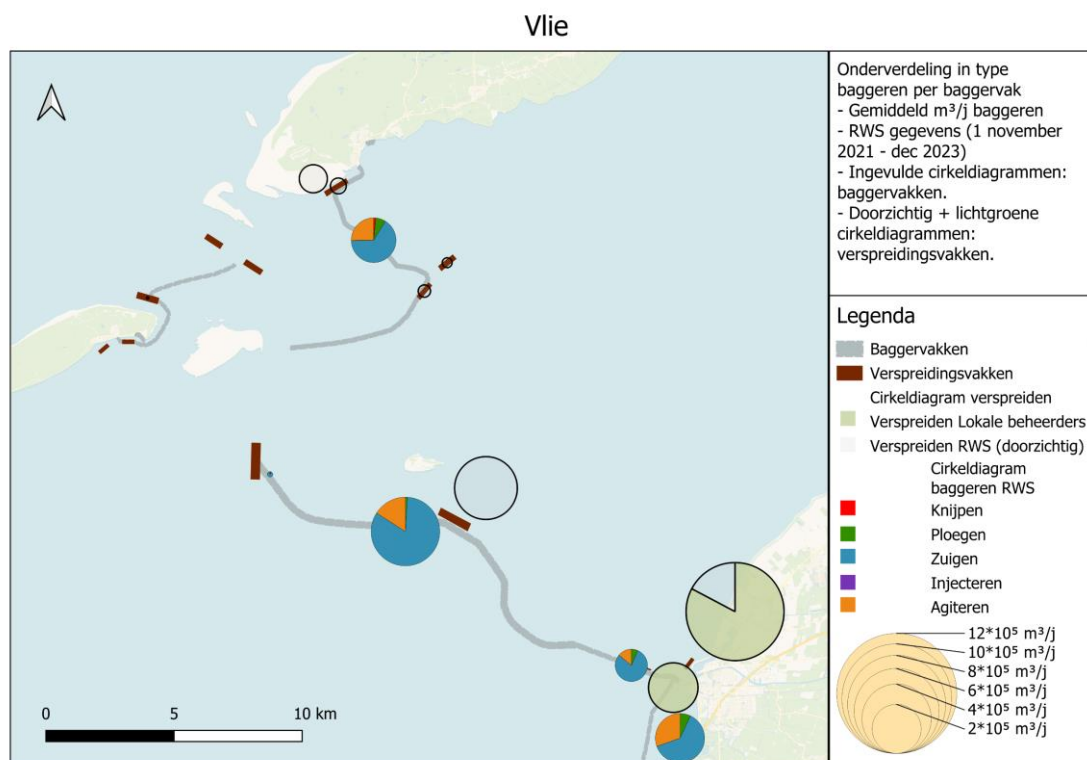 Vlie
Onderverdeling in type
baggeren per baggervak
- Gemiddeld m³/j baggeren
- RWS gegevens (1 november
2021 - dec 2023)
- Ingevulde cirkeldiagrammen:
baggervakken.
- Doorzichtig + lichtgroene
cirkeldiagrammen:
verspreidingsvakken.
Legenda
Baggervakken
Verspreidingsvakken
Cirkeldiagram verspreiden
Verspreiden Lokale beheerders
Verspreiden RWS (doorzichtig)
Cirkeldiagram
baggeren RWS
Knijpen
Ploegen
Zuigen
Injecteren
Agiteren
12*10⁵ m³/j
10*10⁵ m³/j
8*10⁵ m³/j
6*10⁵ m³/j
4*10⁵ m³/j
2*10⁵ m³/j
0 5 10 km